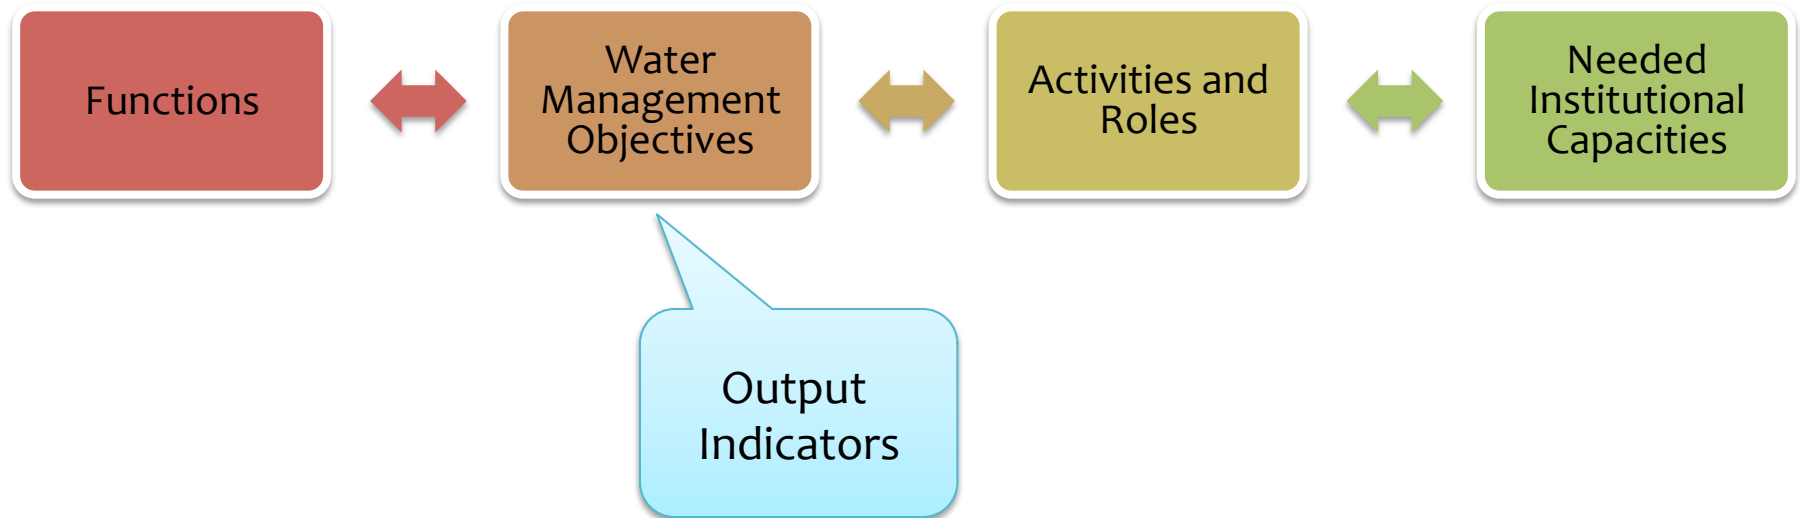 Functions
Water
Management
Objectives
Activities and
Roles
Needed
Institutional
Capacities
Output
Indicators